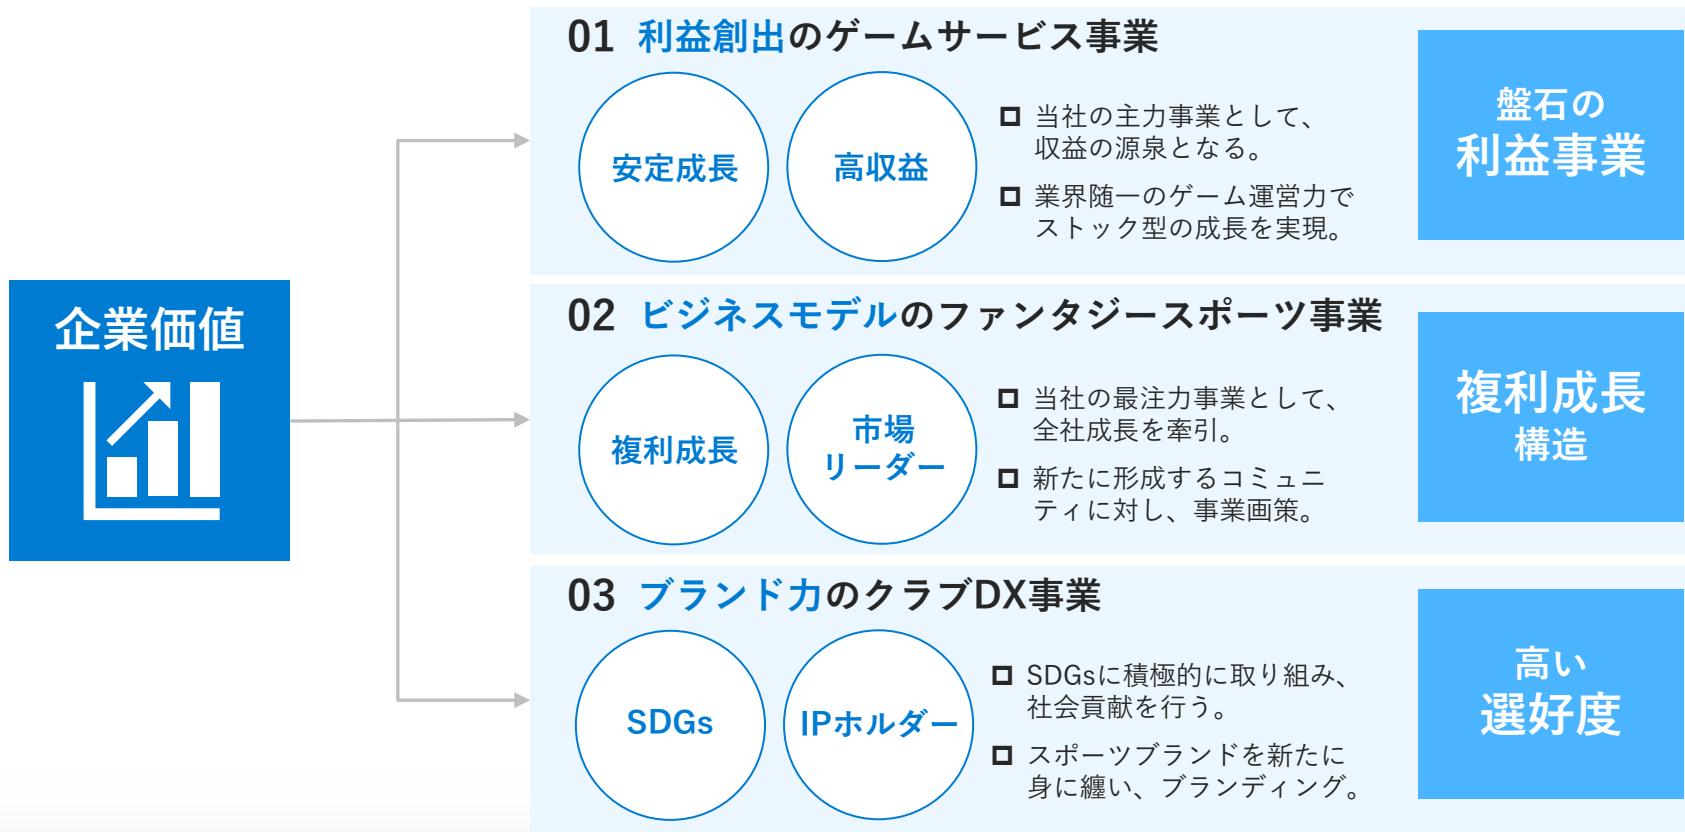 企業価値
01 利益創出のゲームサービス事業
安定成長
高収益
当社の主力事業として、
収益の源泉となる。
業界随一のゲーム運営力で
ストック型の成長を実現。
盤石の
利益事業
02 ビジネスモデルのファンタジースポーツ事業
複利成長
市場
リーダー
当社の最注力事業として、
全社成長を牽引。
新たに形成するコミュニ
ティに対し、事業画策。
複利成長
構造
03 ブランド力のクラブDX事業
SDGs
IPホルダー
SDGsに積極的に取り組み、
社会貢献を行う。
スポーツブランドを新たに
身に纏い、ブランディング。
高い
選好度